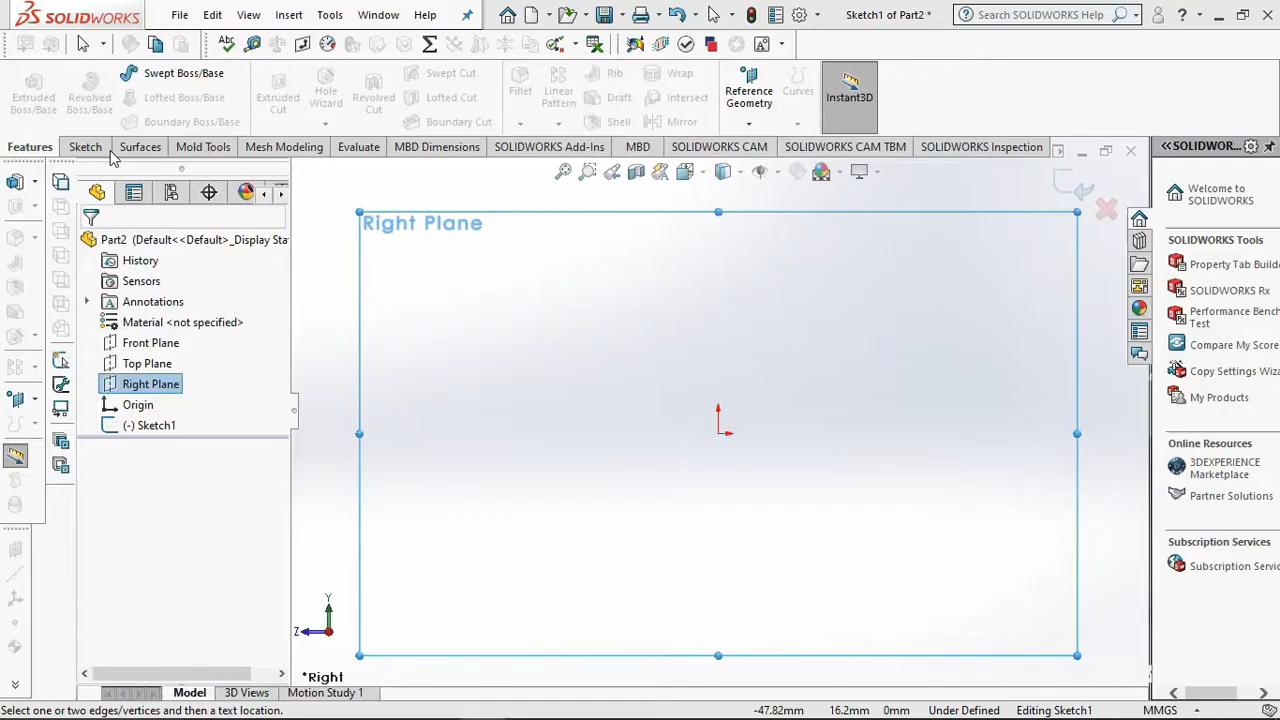 SOLIDWORKS File Edit View Insert Tools Window Help Sketch1 of Part2 * Search SOLIDWORKS Help ?
Extruded Boss/Base
Revolved Boss/Base
Swept Boss/Base
Lofted Boss/Base
Boundary Boss/Base
Extruded Cut
Hole Wizard
Revolved Cut
Swept Cut
Lofted Cut
Boundary Cut
Fillet
Linear Pattern
Rib
Draft
Shell
Wrap
Intersect
Mirror
Reference Geometry
Curves
Instant3D
Features Sketch Surfaces Mold Tools Mesh Modeling Evaluate MBD Dimensions SOLIDWORKS Add-Ins MBD SOLIDWORKS CAM SOLIDWORKS CAM TBM SOLIDWORKS Inspection
SOLIDWOR...
Part2 (Default<<Default>_Display Sta
History
Sensors
Annotations
Material <not specified>
Front Plane
Top Plane
Right Plane
Origin
(-) Sketch1
Right Plane
Y
Z
*Right
Welcome to
SOLIDWORKS
SOLIDWORKS Tools
Property Tab Builde
SOLIDWORKS Rx
Performance Bench
Test
Compare My Score
Copy Settings Wiza
My Products
Online Resources
3DEXPERIENCE
Marketplace
Partner Solutions
Subscription Services
Subscription Servic
Model 3D Views Motion Study 1
Select one or two edges/vertices and then a text location. -47.82mm 16.2mm 0mm Under Defined Editing Sketch1 MMGS